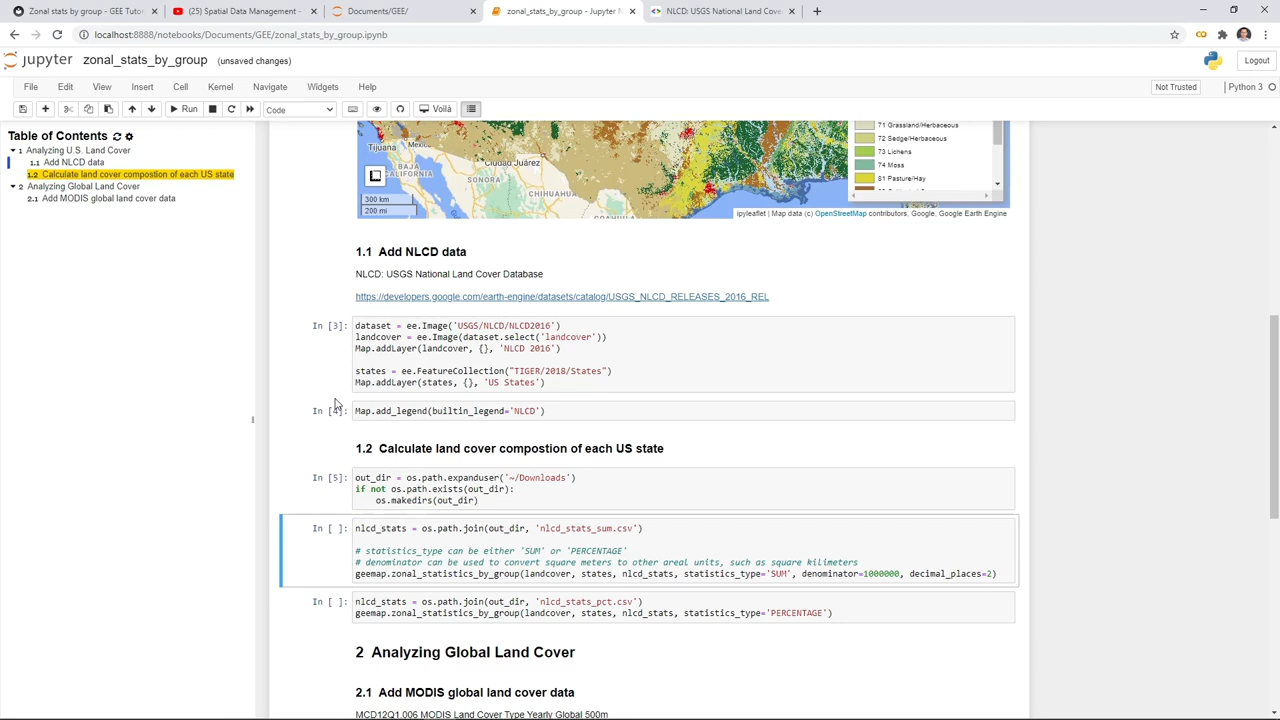 Zonal stats by group - GEE Tuto
(25) Spatial Data Management -
Documents/GEE/
zonal_stats_by_group - Jupyter N
NLCD: USGS National Land Cove
localhost:8888/notebooks/Documents/GEE/zonal_stats_by_group.ipynb
jupyter zonal_stats_by_group (unsaved changes)
Logout
File Edit View Insert Cell Kernel Navigate Widgets Help
Not Trusted
Python 3
Run
Code
Voilà
Table of Contents
1 Analyzing U.S. Land Cover
1.1 Add NLCD data
1.2 Calculate land cover compostion of each US state
2 Analyzing Global Land Cover
2.1 Add MODIS global land cover data
Tijuana
Mexic
BAJA
CALIFORNIA
SONORA
Ciudad Juárez
CHIHUAHUA
COAHUILA
300 km
200 mi
71 Grassland/Herbaceous
72 Sedge/Herbaceous
73 Lichens
74 Moss
81 Pasture/Hay
ipyleaflet | Map data (c) OpenStreetMap contributors, Google, Google Earth Engine
1.1 Add NLCD data
NLCD: USGS National Land Cover Database
https://developers.google.com/earth-engine/datasets/catalog/USGS_NLCD_RELEASES_2016_REL
In [3]: dataset = ee.Image('USGS/NLCD/NLCD2016')
landcover = ee.Image(dataset.select('landcover'))
Map.addLayer(landcover, {}, 'NLCD 2016')
states = ee.FeatureCollection("TIGER/2018/States")
Map.addLayer(states, {}, 'US States')
In [4]: Map.add_legend(builtin_legend='NLCD')
1.2 Calculate land cover compostion of each US state
In [5]: out_dir = os.path.expanduser('~/Downloads')
if not os.path.exists(out_dir):
os.makedirs(out_dir)
In [ ]: nlcd_stats = os.path.join(out_dir, 'nlcd_stats_sum.csv')
# statistics_type can be either 'SUM' or 'PERCENTAGE'
# denominator can be used to convert square meters to other areal units, such as square kilimeters
geemap.zonal_statistics_by_group(landcover, states, nlcd_stats, statistics_type='SUM', denominator=1000000, decimal_places=2)
In [ ]: nlcd_stats = os.path.join(out_dir, 'nlcd_stats_pct.csv')
geemap.zonal_statistics_by_group(landcover, states, nlcd_stats, statistics_type='PERCENTAGE')
2 Analyzing Global Land Cover
2.1 Add MODIS global land cover data
MCD12Q1.006 MODIS Land Cover Type Yearly Global 500m